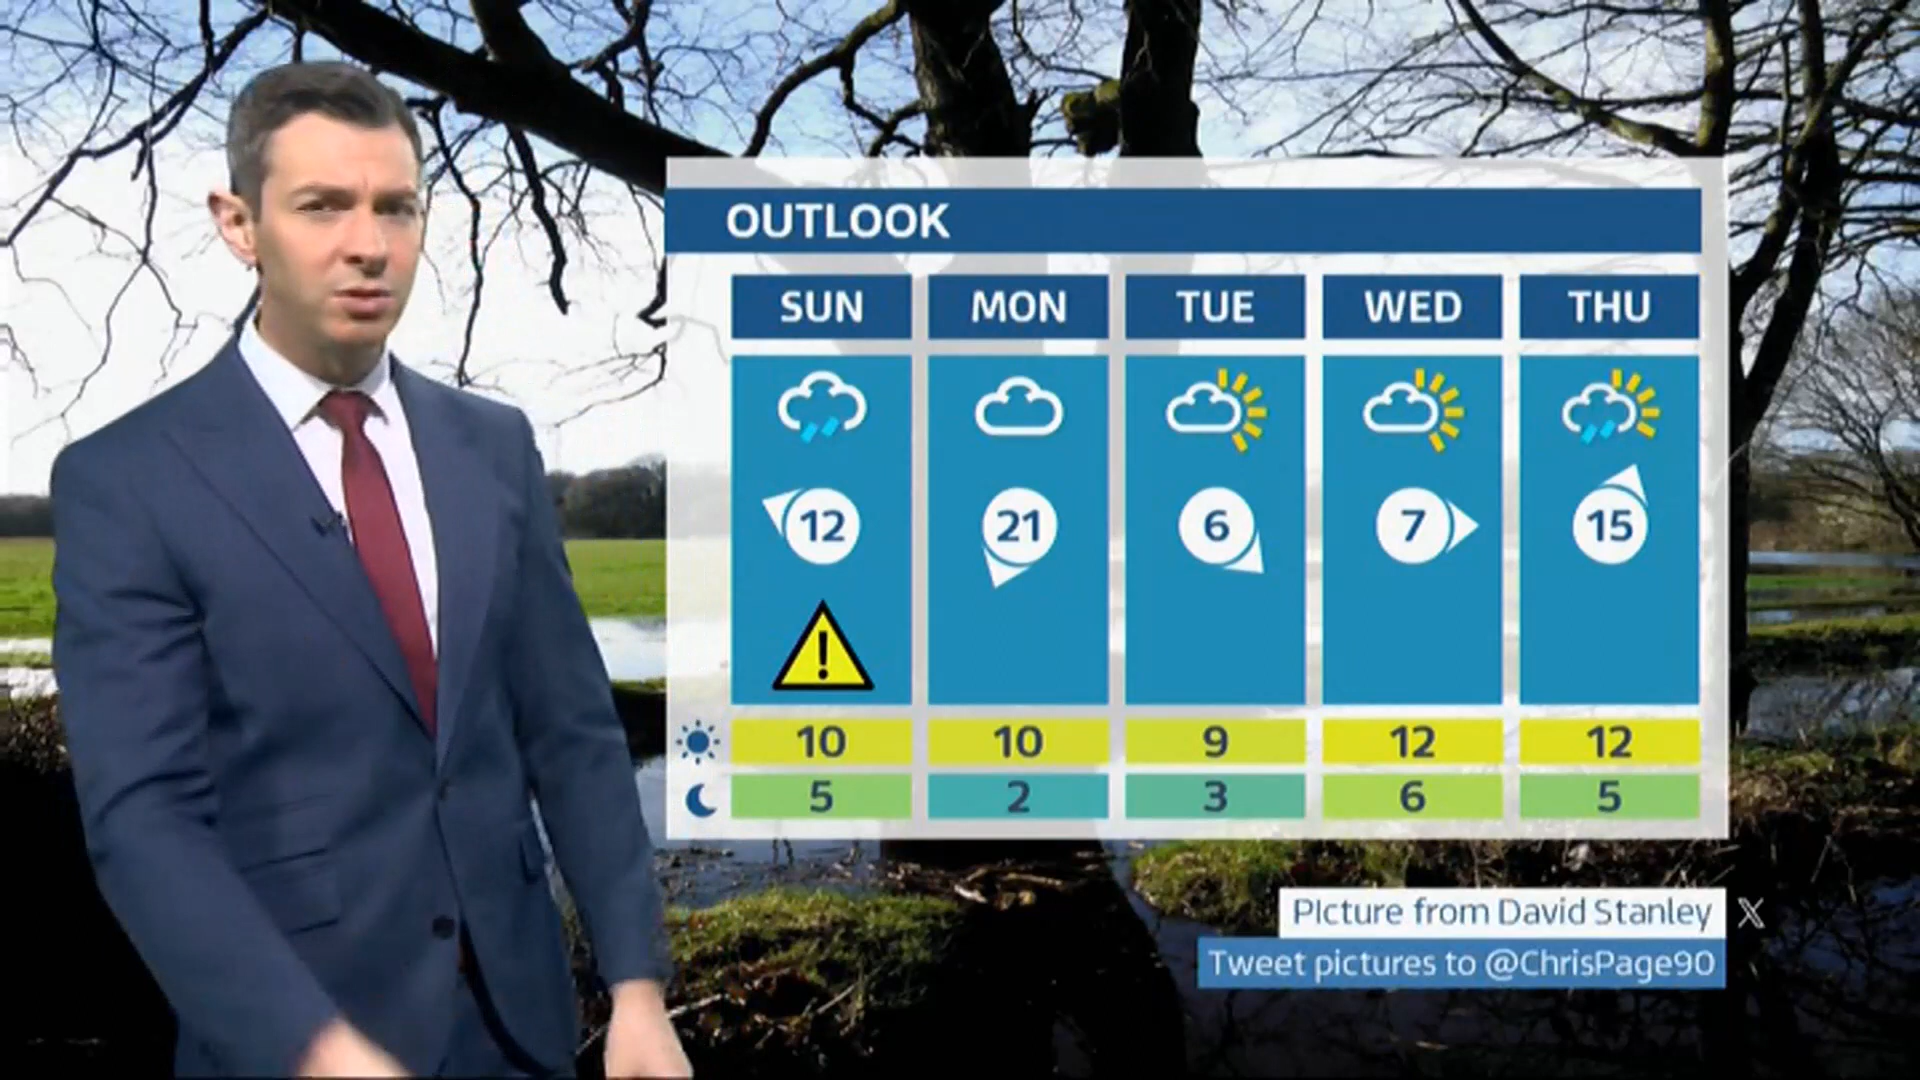 OUTLOOK
SUN MON TUE WED THU
12 21 6 7 15
!
10 10 9 12 12
5 2 3 6 5
PIcture from David Stanley X
Tweet pictures to @ChrisPage90